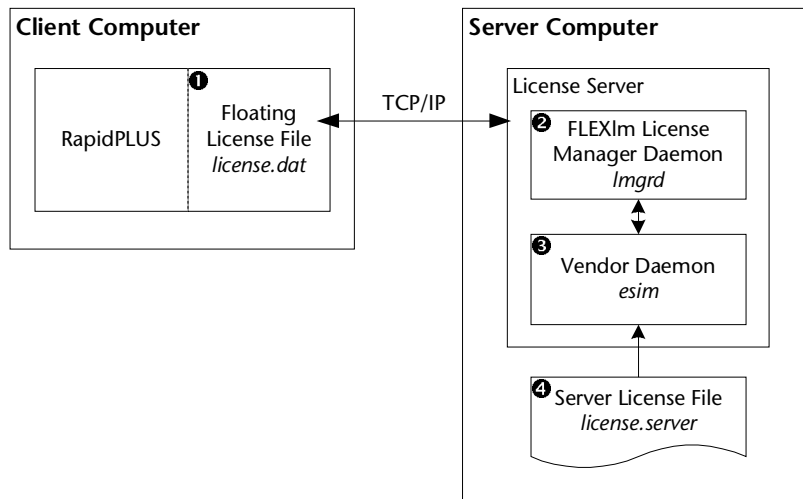 Client Computer
RapidPLUS
❶
Floating
License File
license.dat
TCP/IP
Server Computer
License Server
❷
FLEXlm License
Manager Daemon
lmgrd
❸
Vendor Daemon
esim
❹
Server License File
license.server